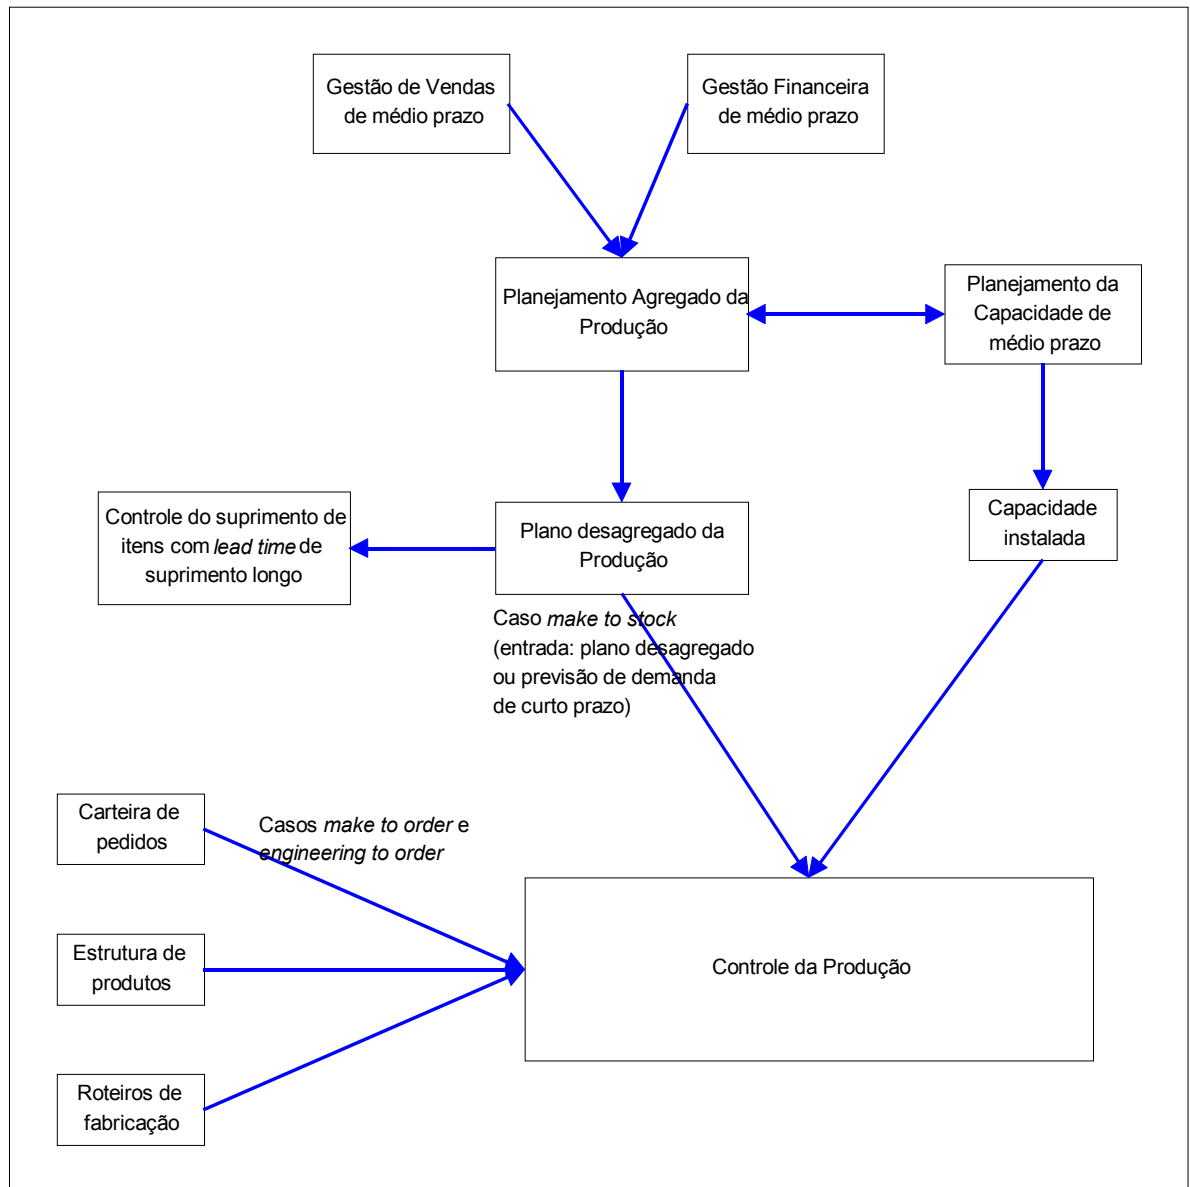 Gestão de Vendas
de médio prazo
Gestão Financeira
de médio prazo
Planejamento Agregado da
Produção
Planejamento da
Capacidade de
médio prazo
Controle do suprimento de
itens com lead time de
suprimento longo
Plano desagregado da
Produção
Capacidade
instalada
Caso make to stock
(entrada: plano desagregado
ou previsão de demanda
de curto prazo)
Carteira de
pedidos
Casos make to order e
engineering to order
Estrutura de
produtos
Controle da Produção
Roteiros de
fabricação